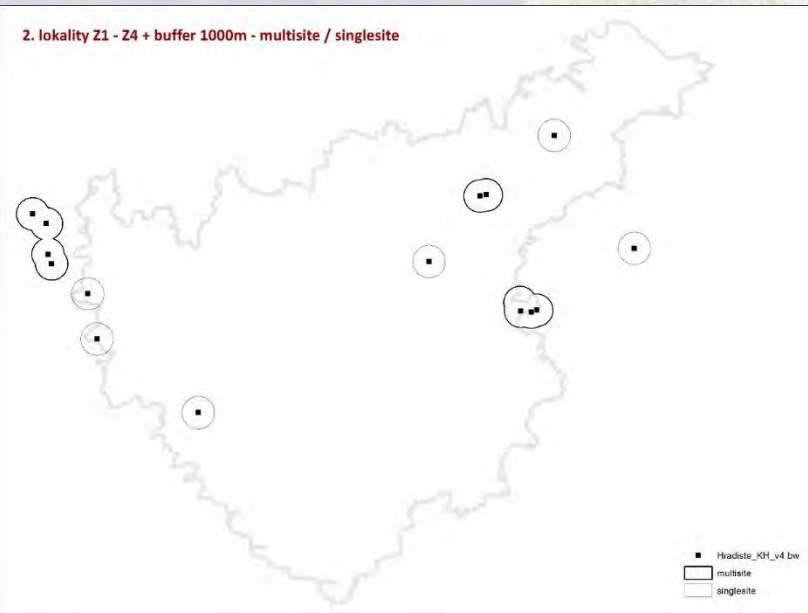 2. lokality Z1 - Z4 + buffer 1000m - multisite / singlesite
Hradiste_KH_v4 bw
multisite
singlesite